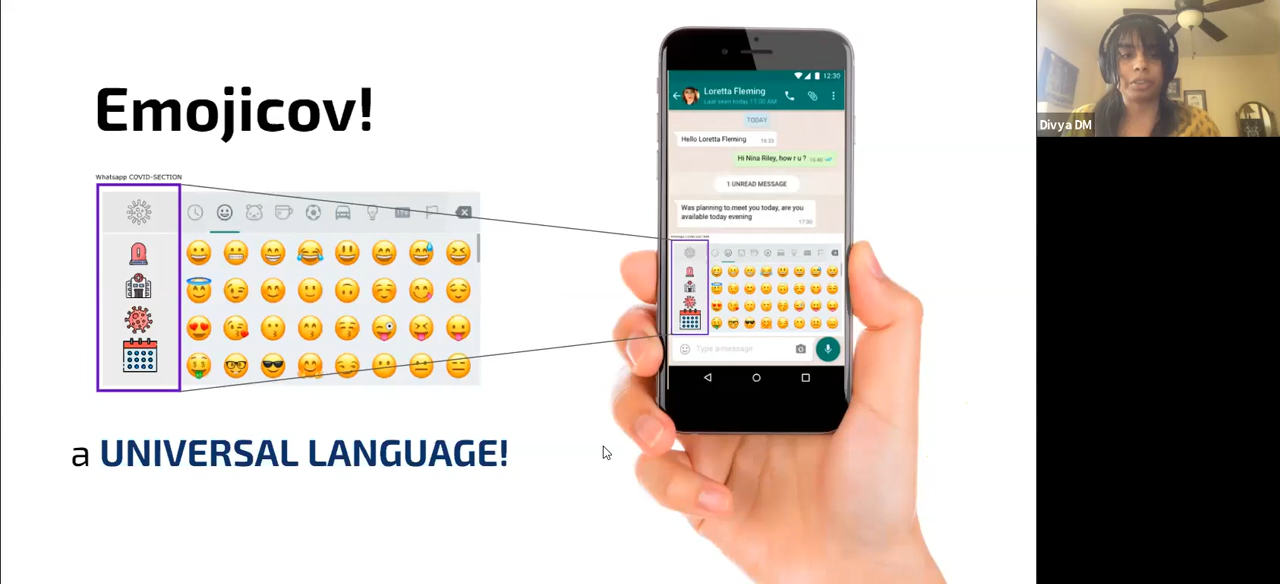 Emojicov!
Whatsapp COVID-SECTION
a UNIVERSAL LANGUAGE!
12:30
Loretta Fleming
Last seen today 11:00 AM
TODAY
Hello Loretta Fleming
Hi Nina Riley, how r u ?
1 UNREAD MESSAGE
Was planning to meet you today, are you
available today evening
17:30
Type a message
Divya DM